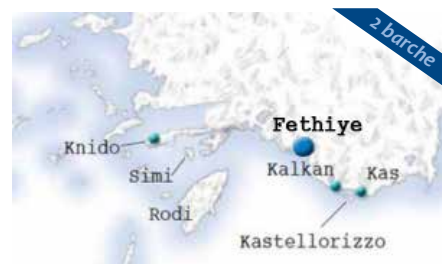 2 barche
Fethiye
Knido
Simi
Kalkan
Kas
Rodi
Kastellorizzo